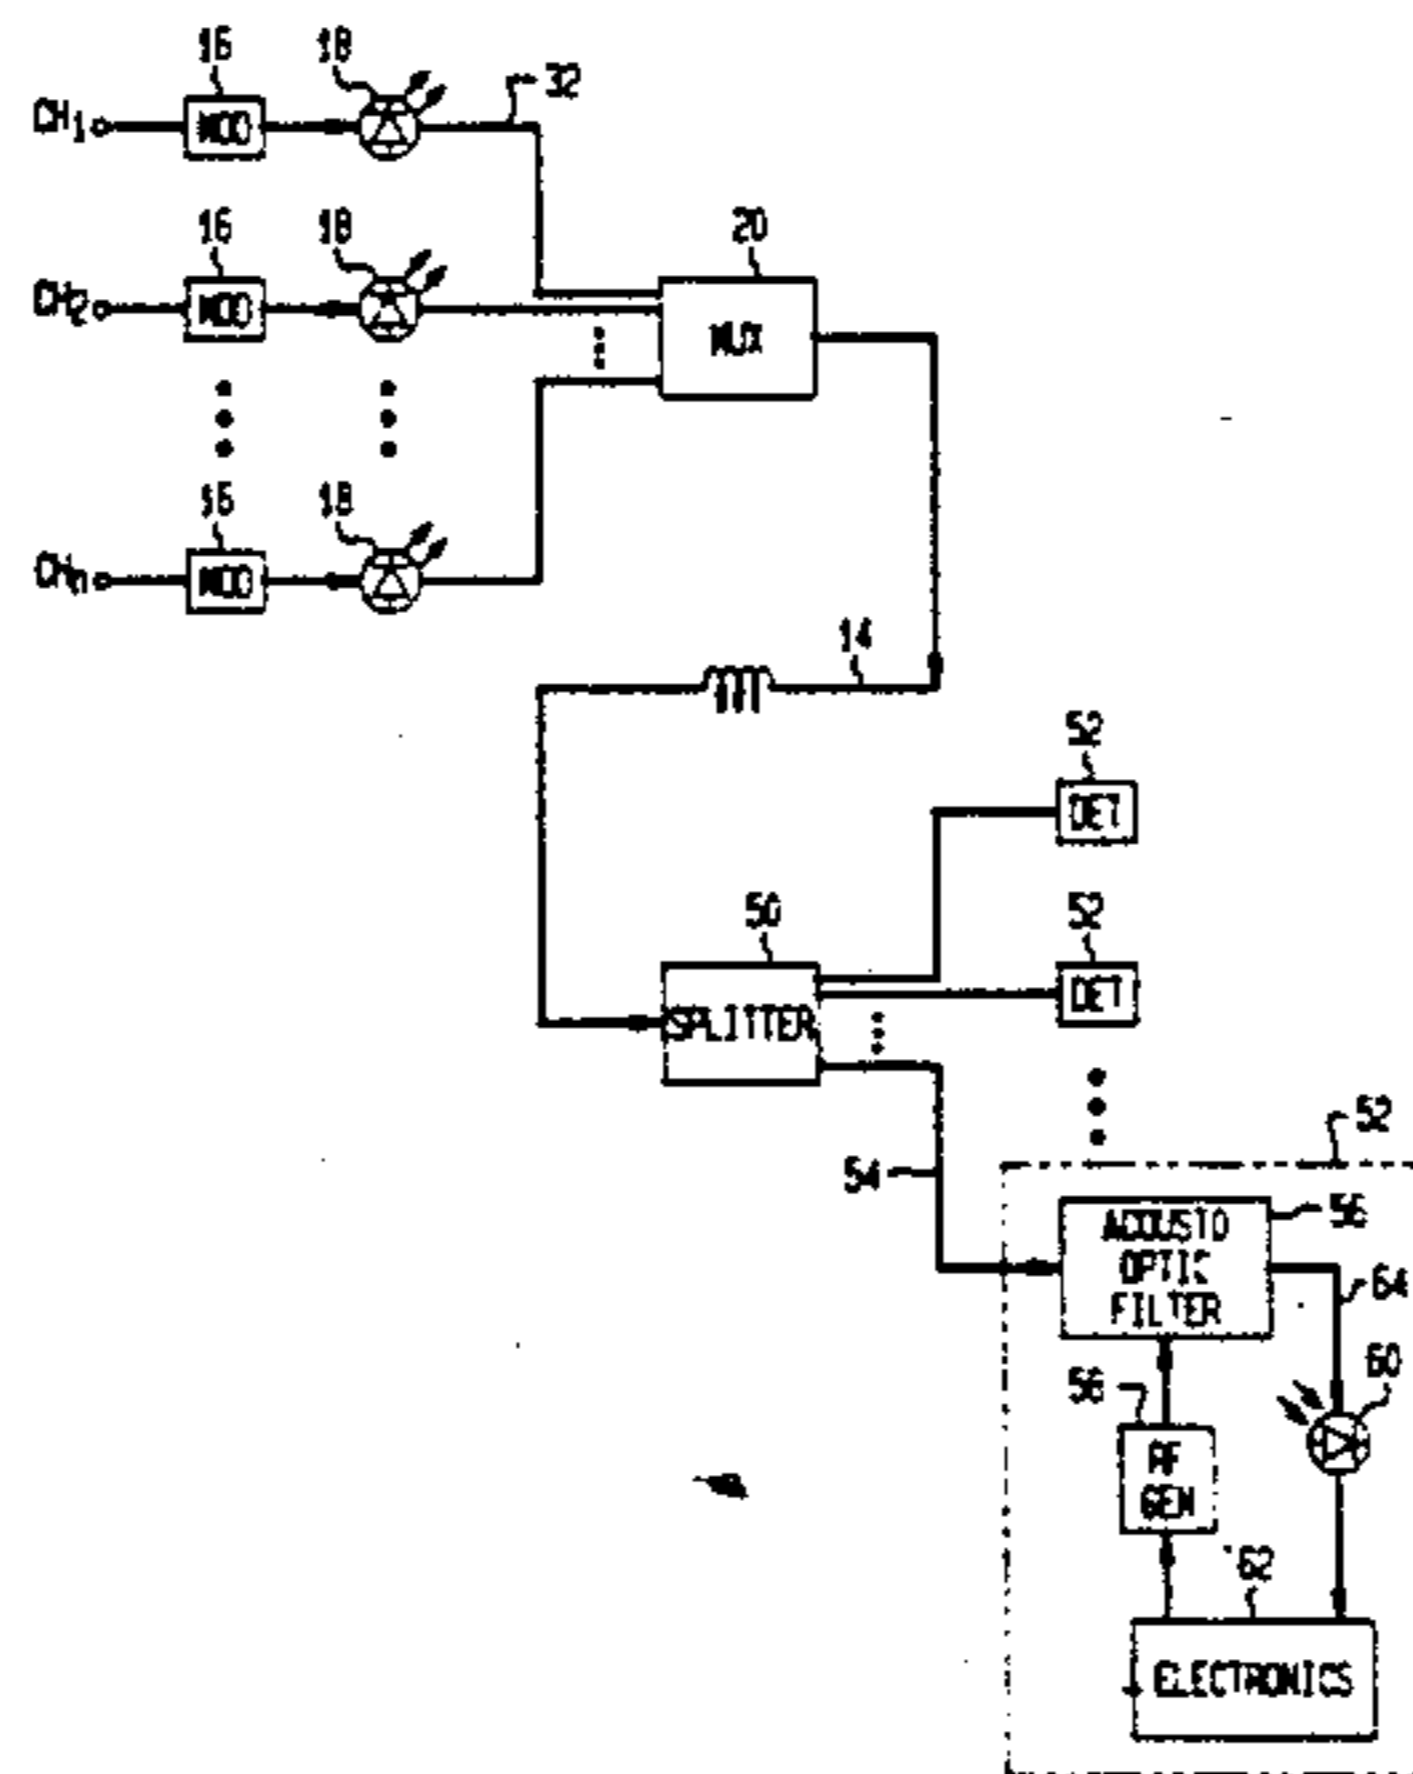 16 18 32
CH1 MOD
16 18 20
CH2 MOD MUX
16 18
CHn MOD
14
52
DET
50 52
SPLITTER DET
52
54
ACOUSTO 56
OPTIC
FILTER 64
60
RF
GEN
62
ELECTRONICS